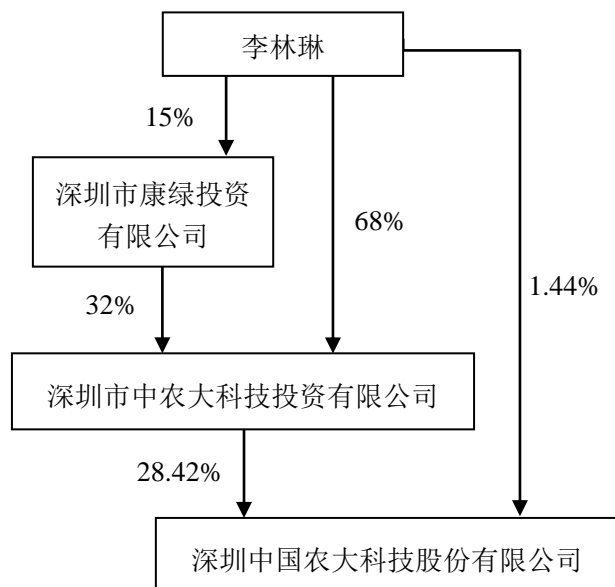 李林琳
15%
深圳市康绿投资
有限公司
68%
1.44%
32%
深圳市中农大科技投资有限公司
28.42%
深圳中国农大科技股份有限公司